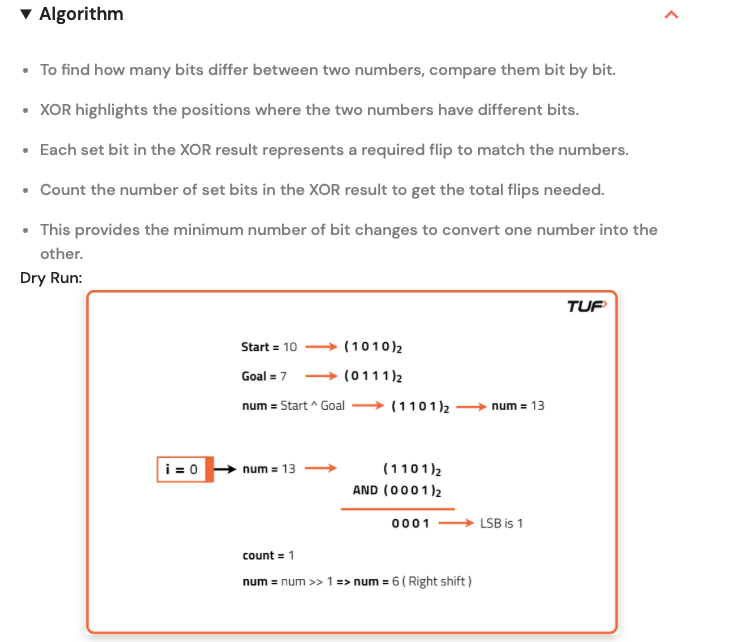 ▼ Algorithm
• To find how many bits differ between two numbers, compare them bit by bit.
• XOR highlights the positions where the two numbers have different bits.
• Each set bit in the XOR result represents a required flip to match the numbers.
• Count the number of set bits in the XOR result to get the total flips needed.
• This provides the minimum number of bit changes to convert one number into the
other.
Dry Run:
TUF
Start = 10 → (1010)₂
Goal = 7 → (0111)₂
num = Start ^ Goal → (1101)₂ → num = 13
i = 0 → num = 13 → (1101)₂
AND (0001)₂
0001 → LSB is 1
count = 1
num = num >> 1 => num = 6 ( Right shift )